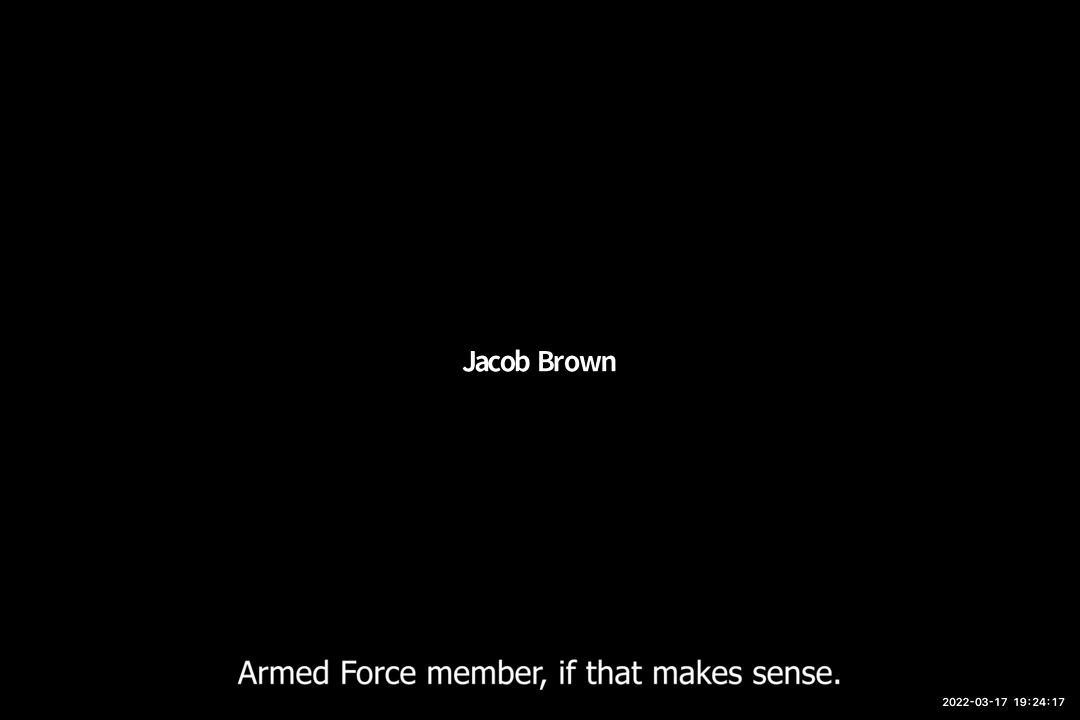 Jacob Brown
Armed Force member, if that makes sense.
2022-03-17 19:24:17